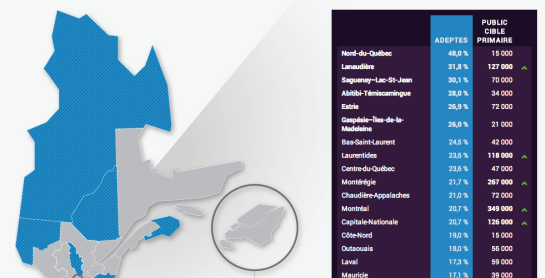 PUBLIC
CIBLE
ADEPTES PRIMAIRE
Nord-du-Québec 48,0 % 15 000
Lanaudière 31,8 % 127 000
Saguenay–Lac-St-Jean 30,1 % 70 000
Abitibi-Témiscamingue 28,0 % 34 000
Estrie 26,9 % 72 000
Gaspésie–Îles-de-la-
Madeleine 26,0 % 21 000
Bas-Saint-Laurent 24,5 % 42 000
Laurentides 23,6 % 118 000
Centre-du-Québec 23,6 % 47 000
Montérégie 21,7 % 267 000
Chaudière-Appalaches 21,0 % 72 000
Montréal 20,7 % 349 000
Capitale-Nationale 20,7 % 126 000
Côte-Nord 19,0 % 15 000
Outaouais 18,0 % 56 000
Laval 17,3 % 59 000
Mauricie 17,1 % 39 000